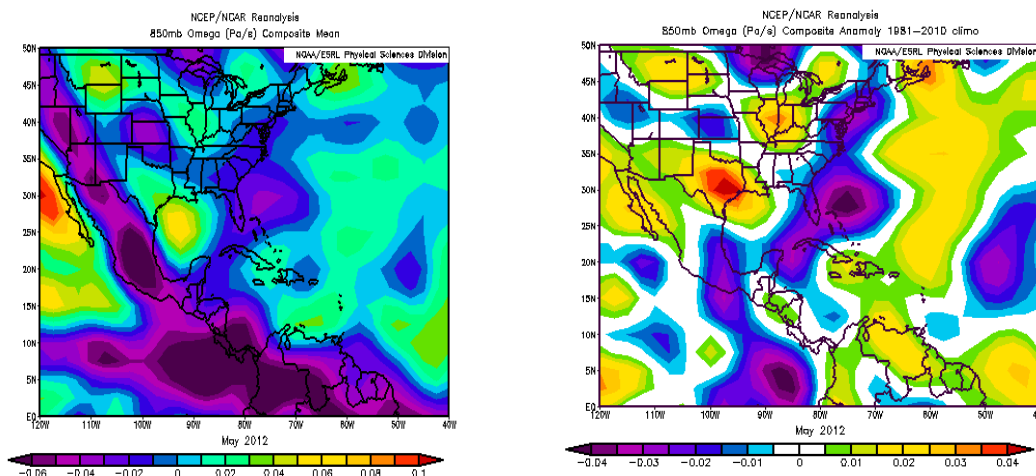 NCEP/NCAR Reanalysis
850mb Omega (Pa/s) Composite Mean
NOAA/ESRL Physical Sciences Division
50N
45N
40N
35N
30N
25N
20N
15N
10N
5N
EQ
120W 110W 100W 90W 80W 70W 60W 50W 40W
May 2012
-0.06 -0.04 -0.02 0 0.02 0.04 0.06 0.08 0.1
NCEP/NCAR Reanalysis
850mb Omega (Pa/s) Composite Anomaly 1981-2010 climo
NOAA/ESRL Physical Sciences Division
50N
45N
40N
35N
30N
25N
20N
15N
10N
5N
EQ
120W 110W 100W 90W 80W 70W 60W 50W
May 2012
-0.04 -0.03 -0.02 -0.01 0 0.01 0.02 0.03 0.04